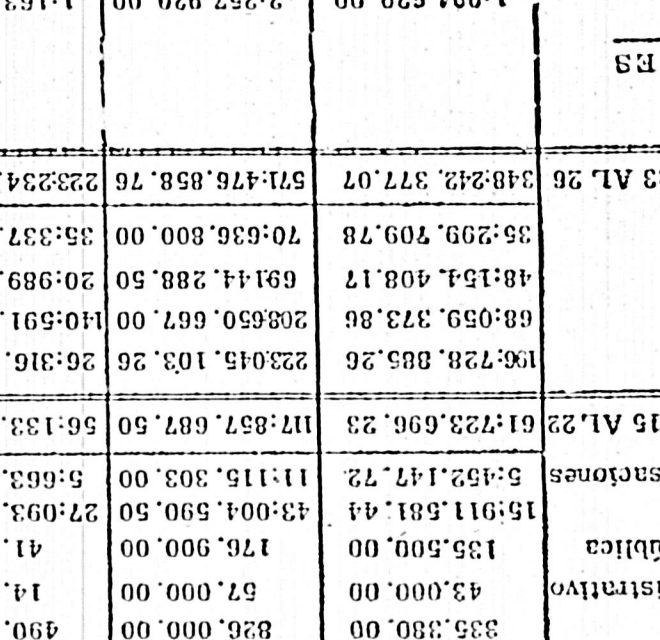 335.380.00 826.000.00 490
istrativo 43.000.00 57.000.00 14.
ública 135.500.00 176.900.00 41.
15:911.581.44 43:004.590.50 27:093.
saciones 5:452.147.72 11:115.303.00 5:663.
15 AL 22 61:723.696.23 117:857.687.50 56:133.
196:728.885.26 223:045.103.26 26:316.
68:059.373.86 208:650.667.00 140:591
48:154.408.17 69144.288.50 20:989.
35:299.709.78 70:636.800.00 35:337.
3 AL 26 348:242.377.07 571:476.858.76 223:234.
ES